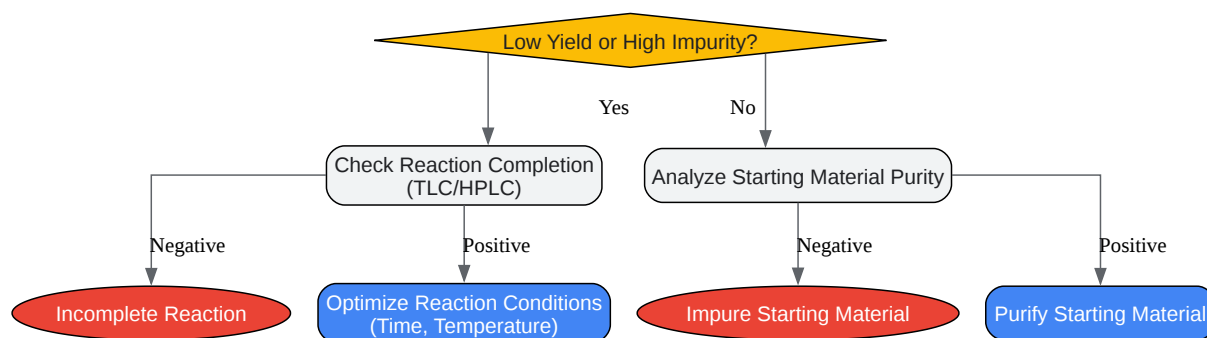 Low Yield or High Impurity?
Yes
No
Check Reaction Completion
(TLC/HPLC)
Analyze Starting Material Purity
Negative
Positive
Negative
Positive
Incomplete Reaction
Optimize Reaction Conditions
(Time, Temperature)
Impure Starting Material
Purify Starting Material